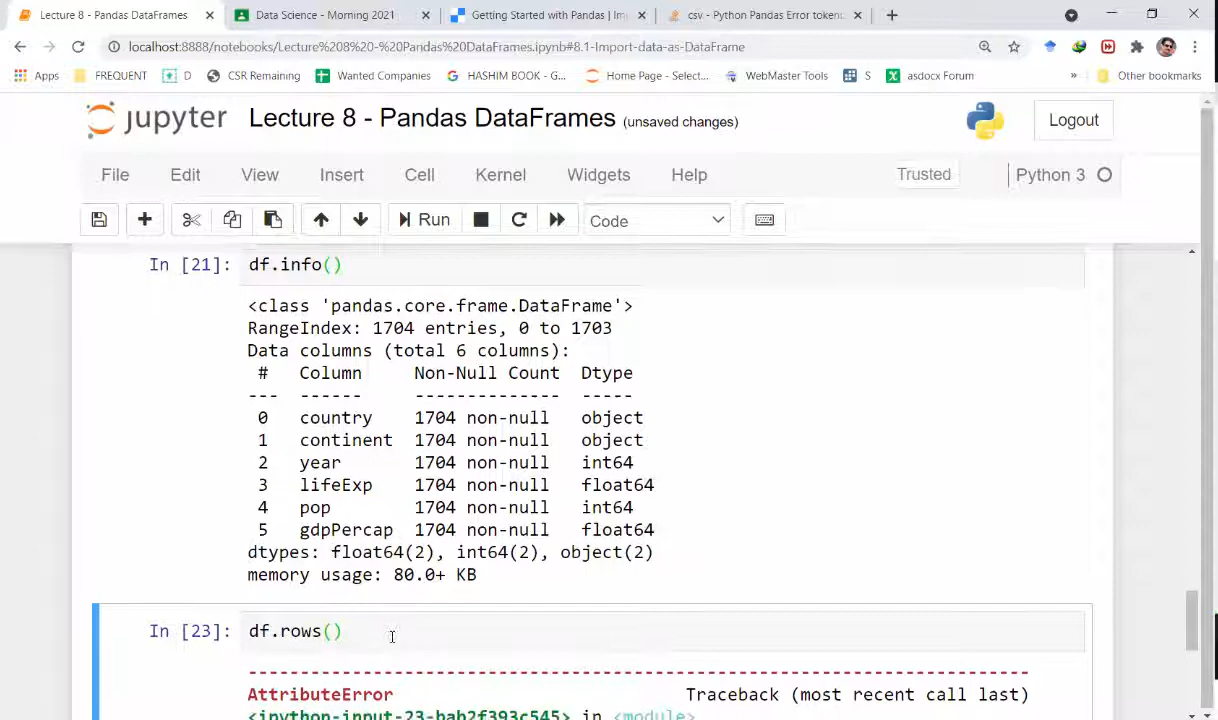 Lecture 8 - Pandas DataFrames
Data Science - Morning 2021
Getting Started with Pandas | Im
csv - Python Pandas Error token
localhost:8888/notebooks/Lecture%208%20-%20Pandas%20DataFrames.ipynb#8.1-Import-data-as-DataFrame
Apps FREQUENT D CSR Remaining Wanted Companies HASHIM BOOK - G... Home Page - Select... WebMaster Tools S asdocx Forum » Other bookmarks
jupyter Lecture 8 - Pandas DataFrames (unsaved changes) Logout
File Edit View Insert Cell Kernel Widgets Help Trusted Python 3
Run Code
In [21]: df.info()
<class 'pandas.core.frame.DataFrame'>
RangeIndex: 1704 entries, 0 to 1703
Data columns (total 6 columns):
# Column Non-Null Count Dtype
--- ------ -------------- -----
0 country 1704 non-null object
1 continent 1704 non-null object
2 year 1704 non-null int64
3 lifeExp 1704 non-null float64
4 pop 1704 non-null int64
5 gdpPercap 1704 non-null float64
dtypes: float64(2), int64(2), object(2)
memory usage: 80.0+ KB
In [23]: df.rows()
---------------------------------------------------------------------------
AttributeError Traceback (most recent call last)
<ipython-input-23-bab2f393c545> in <module>